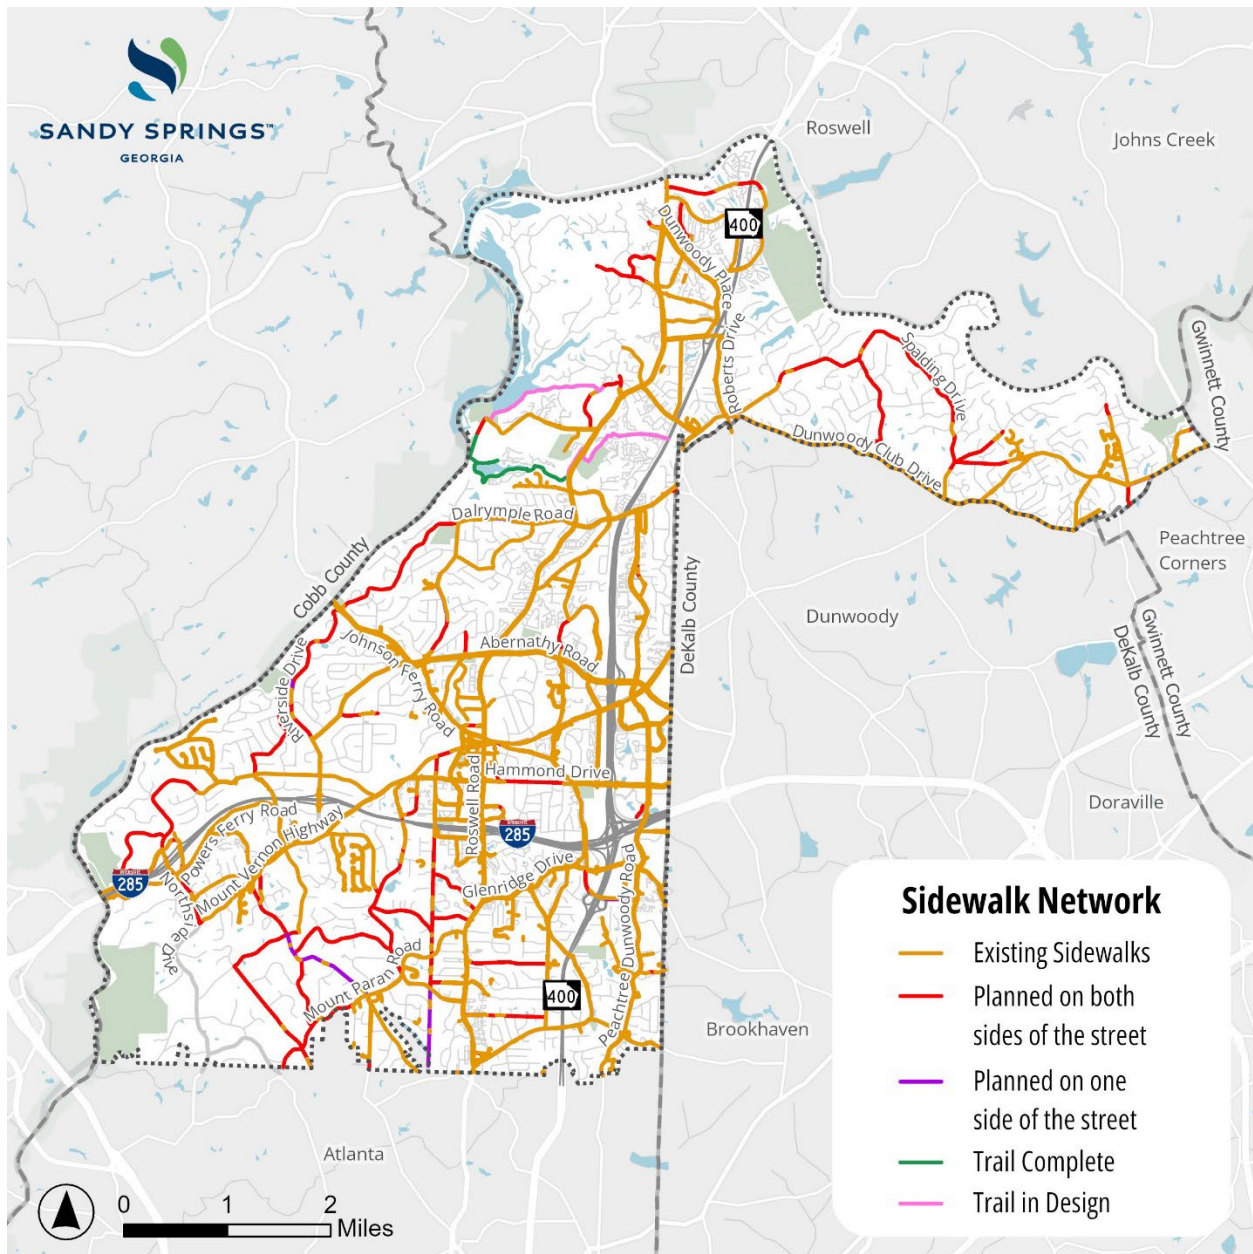 SANDY SPRINGS™
GEORGIA
Roswell
Johns Creek
400
Dunwoody Place
Roberts Drive
Spalding Drive
Gwinnett County
Dunwoody Club Drive
Dalrymple Road
Cobb County
DeKalb County
Peachtree
Corners
Dunwoody
Gwinnett County
DeKalb County
Johnson Ferry Road
Abernathy Road
Riverside Drive
Roswell Road
Hammond Drive
Doraville
Powers Ferry Road
Mount Vernon Highway
285
285
Northside Drive
Glenridge Drive
Peachtree Dunwoody Road
Mount Paran Road
400
Brookhaven
Atlanta
Sidewalk Network
Existing Sidewalks
Planned on both
sides of the street
Planned on one
side of the street
Trail Complete
Trail in Design
0 1 2
Miles